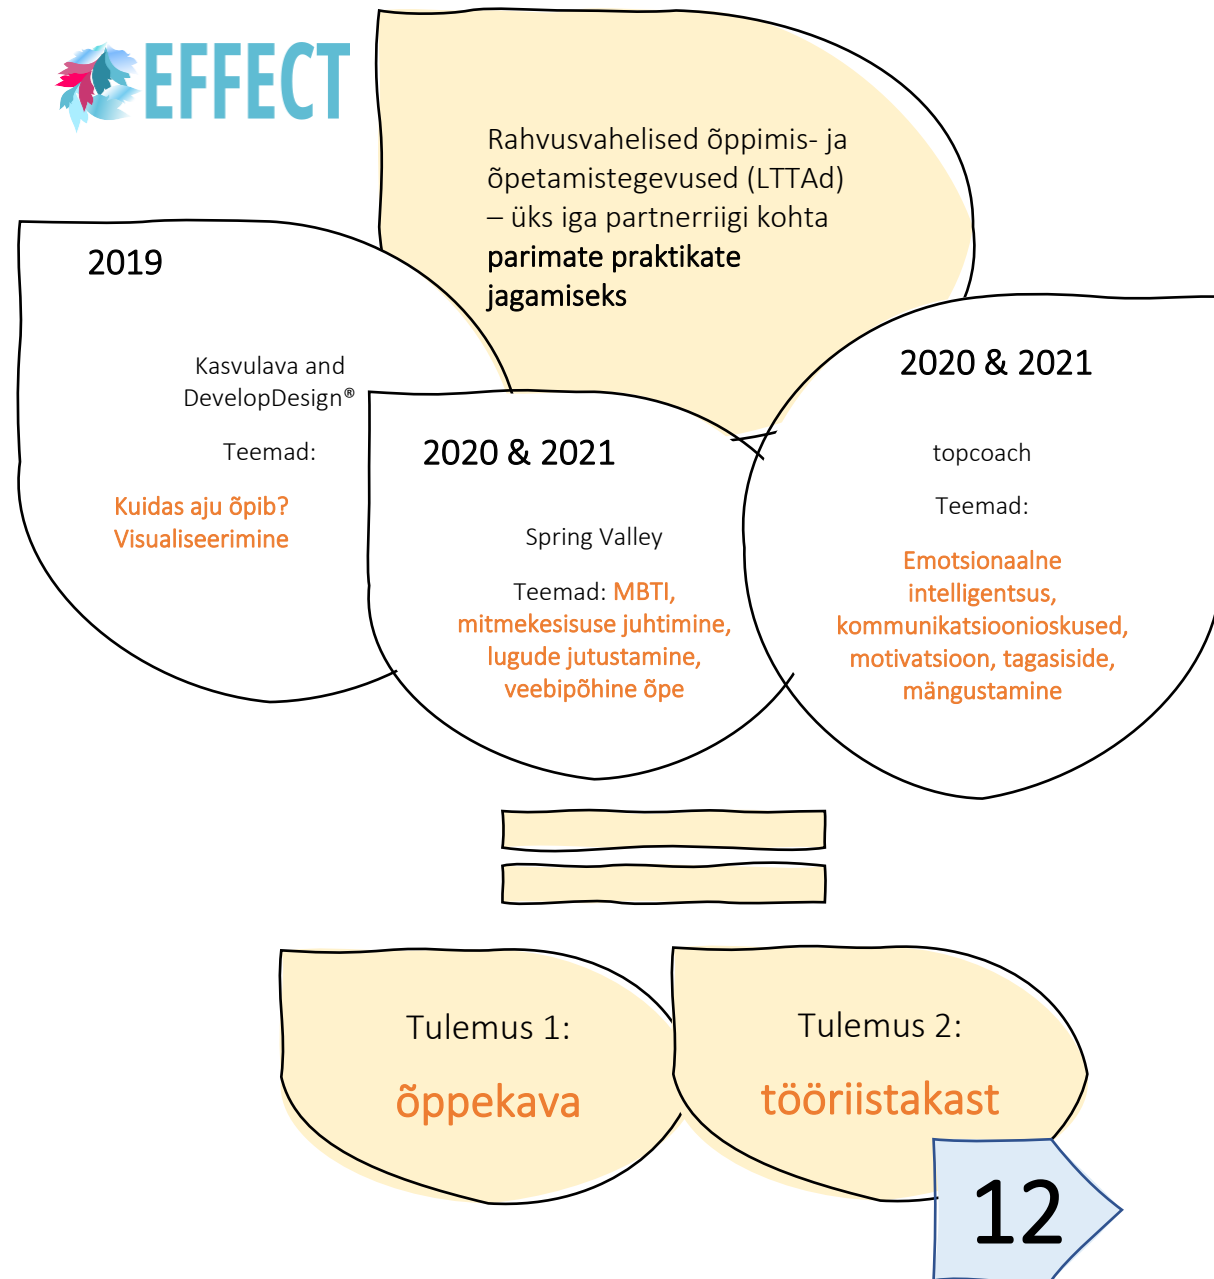 EFFECT
Rahvusvahelised õppimis- ja
õpetamistegevused (LTTAd)
– üks iga partnerriigi kohta
parimate praktikate
jagamiseks
2019
Kasvulava and
DevelopDesign®
Teemad:
Kuidas aju õpib?
Visualiseerimine
2020 & 2021
Spring Valley
Teemad: MBTI,
mitmekesisuse juhtimine,
lugude jutustamine,
veebipõhine õpe
2020 & 2021
topcoach
Teemad:
Emotsionaalne
intelligentsus,
kommunikatsioonioskused,
motivatsioon, tagasiside,
mängustamine
Tulemus 1:
õppekava
Tulemus 2:
tööriistakast
12